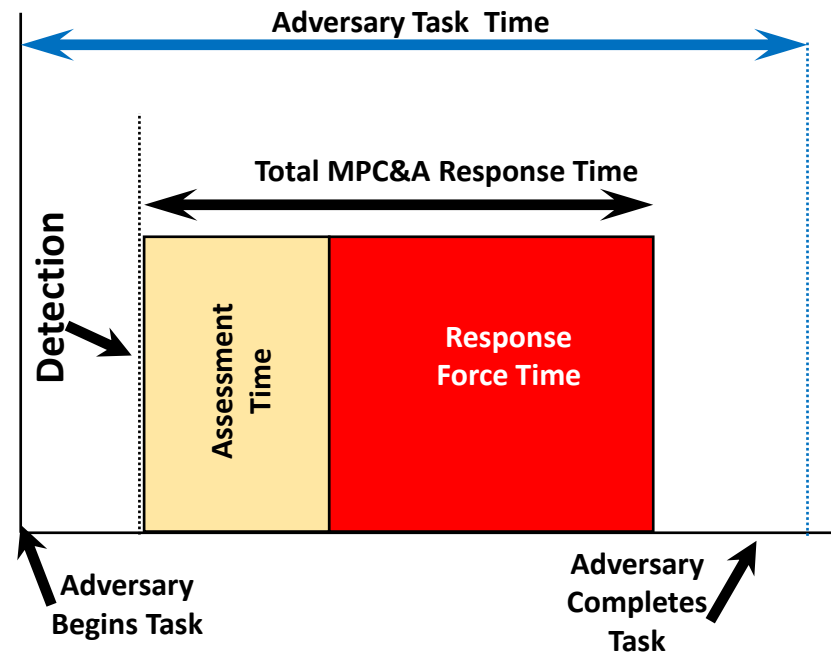 Adversary Task Time
Total MPC&A Response Time
Detection
Assessment
Time
Response
Force Time
Adversary
Begins Task
Adversary
Completes
Task